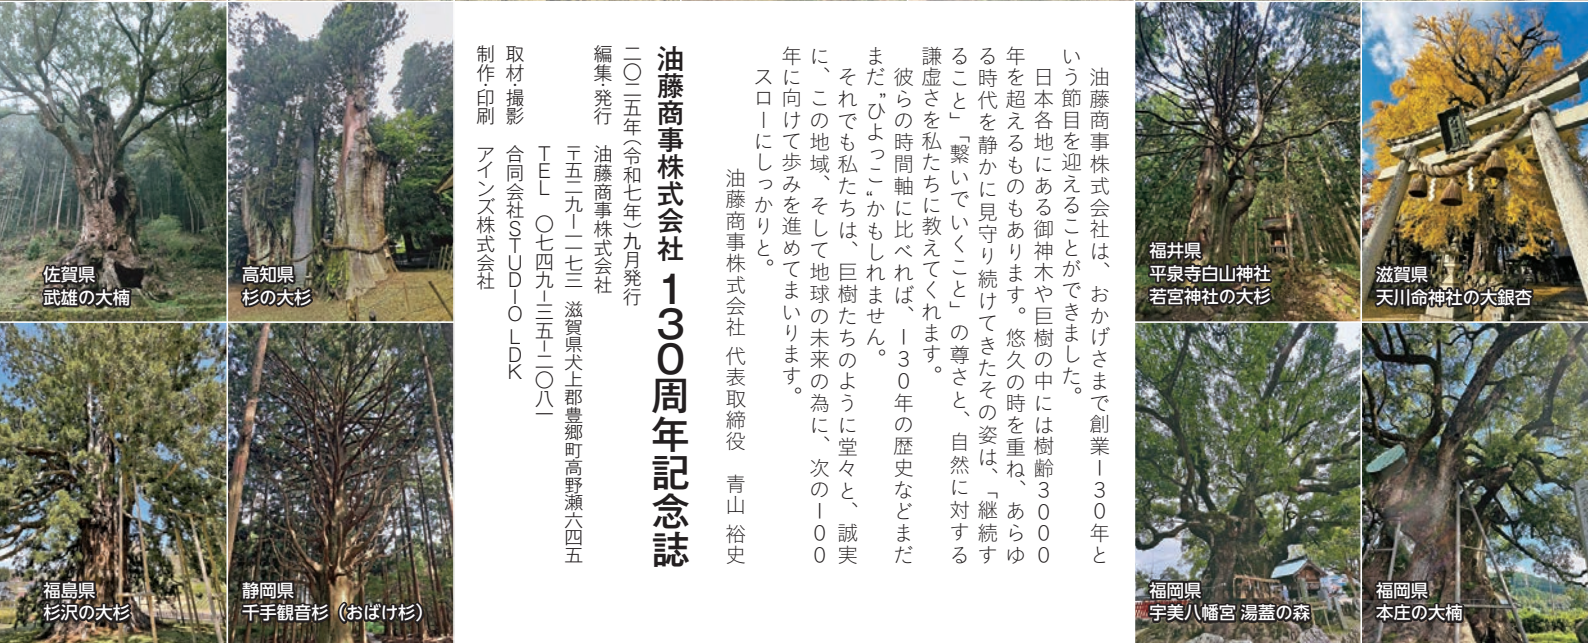 油藤商事株式会社は、おかげさまで創業130年と
いう節目を迎えることができました。
日本各地にある御神木や巨樹の中には樹齢3000
年を超えるものもあります。悠久の時を重ね、あらゆ
る時代を静かに見守り続けてきたその姿は、「継続す
ること」「繋いでいくこと」の尊さと、自然に対する
謙虚さを私たちに教えてくれます。
彼らの時間軸に比べれば、130年の歴史などまだ
まだ”ひよっこ“かもしれません。
それでも私たちは、巨樹たちのように堂々と、誠実
に、この地域、そして地球の未来の為に、次の100
年に向けて歩みを進めてまいります。
スローにしっかりと。
油藤商事株式会社 代表取締役 青山 裕史
油藤商事株式会社 130周年記念誌
二〇二五年(令和七年)九月発行
編集・発行 油藤商事株式会社
〒五二九ー一一七三 滋賀県犬上郡豊郷町高野瀬六四五
TEL 〇七四九ー三五ー二〇八一
取材・撮影 合同会社STUDIO LDK
制作・印刷 アインズ株式会社
佐賀県
武雄の大楠
高知県
杉の大杉
福井県
平泉寺白山神社
若宮神社の大杉
滋賀県
天川命神社の大銀杏
福島県
杉沢の大杉
静岡県
千手観音杉（おばけ杉）
福岡県
宇美八幡宮 湯蓋の森
福岡県
本庄の大楠